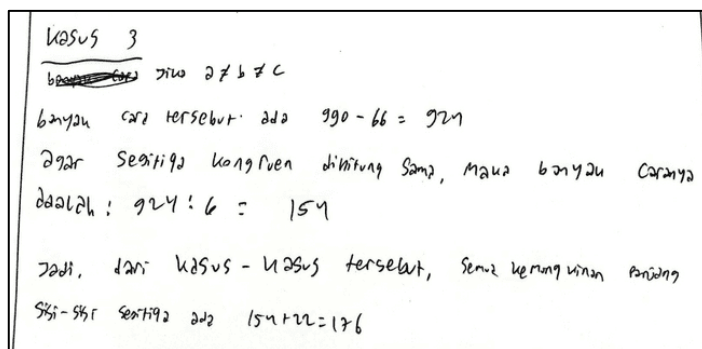 Kasus 3
Jika a ≠ b ≠ c
banyak cara tersebut ada 990 - 66 = 924
agar segitiga kongruen dihitung sama, maka banyak caranya
adalah : 924 : 6 = 154
Jadi, dari kasus - kasus tersebut, semua kemungkinan panjang
sisi-sisi segitiga ada 154+22=176